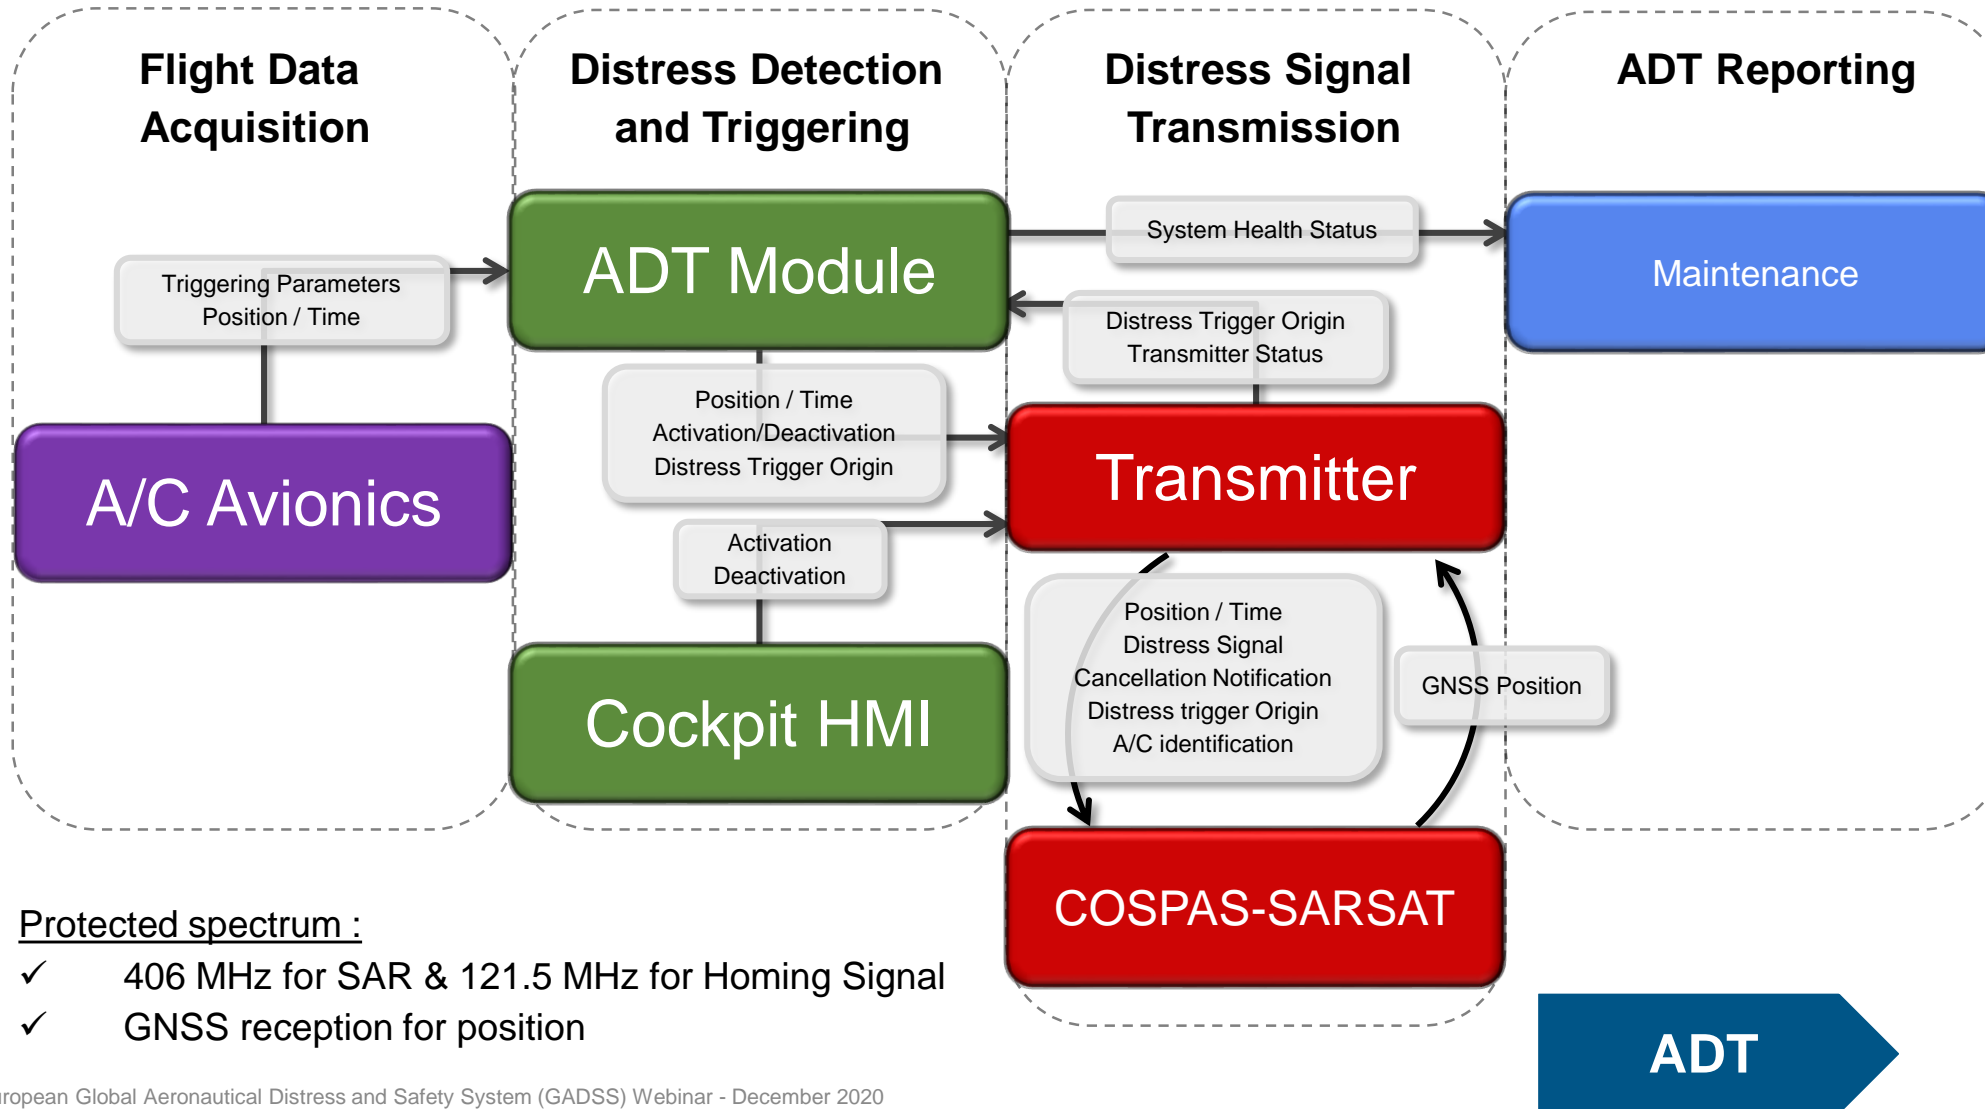 Flight Data
Acquisition
Distress Detection
and Triggering
Distress Signal
Transmission
ADT Reporting
ADT Module
System Health Status
Maintenance
Triggering Parameters
Position / Time
Distress Trigger Origin
Transmitter Status
Position / Time
Activation/Deactivation
Distress Trigger Origin
A/C Avionics
Transmitter
Activation
Deactivation
Position / Time
Distress Signal
Cancellation Notification
Distress trigger Origin
A/C identification
GNSS Position
Cockpit HMI
COSPAS-SARSAT
Protected spectrum :
✓ 406 MHz for SAR & 121.5 MHz for Homing Signal
✓ GNSS reception for position
ADT
uropean Global Aeronautical Distress and Safety System (GADSS) Webinar - December 2020